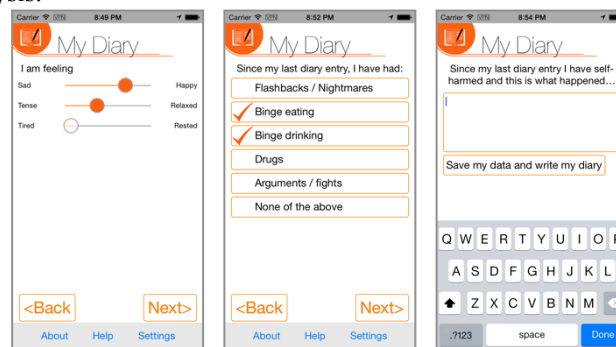 ysis.
Carrier VPN 8:49 PM
My Diary
I am feeling
Sad Happy
Tense Relaxed
Tired Rested
<Back Next>
About Help Settings
Carrier VPN 8:52 PM
My Diary
Since my last diary entry, I have had:
Flashbacks / Nightmares
Binge eating
Binge drinking
Drugs
Arguments / fights
None of the above
<Back Next>
About Help Settings
Carrier VPN 8:54 PM
My Diary
Since my last diary entry I have self-
harmed and this is what happened...
Save my data and write my diary
Q W E R T Y U I O P
A S D F G H J K L
Z X C V B N M
.?123 space Done